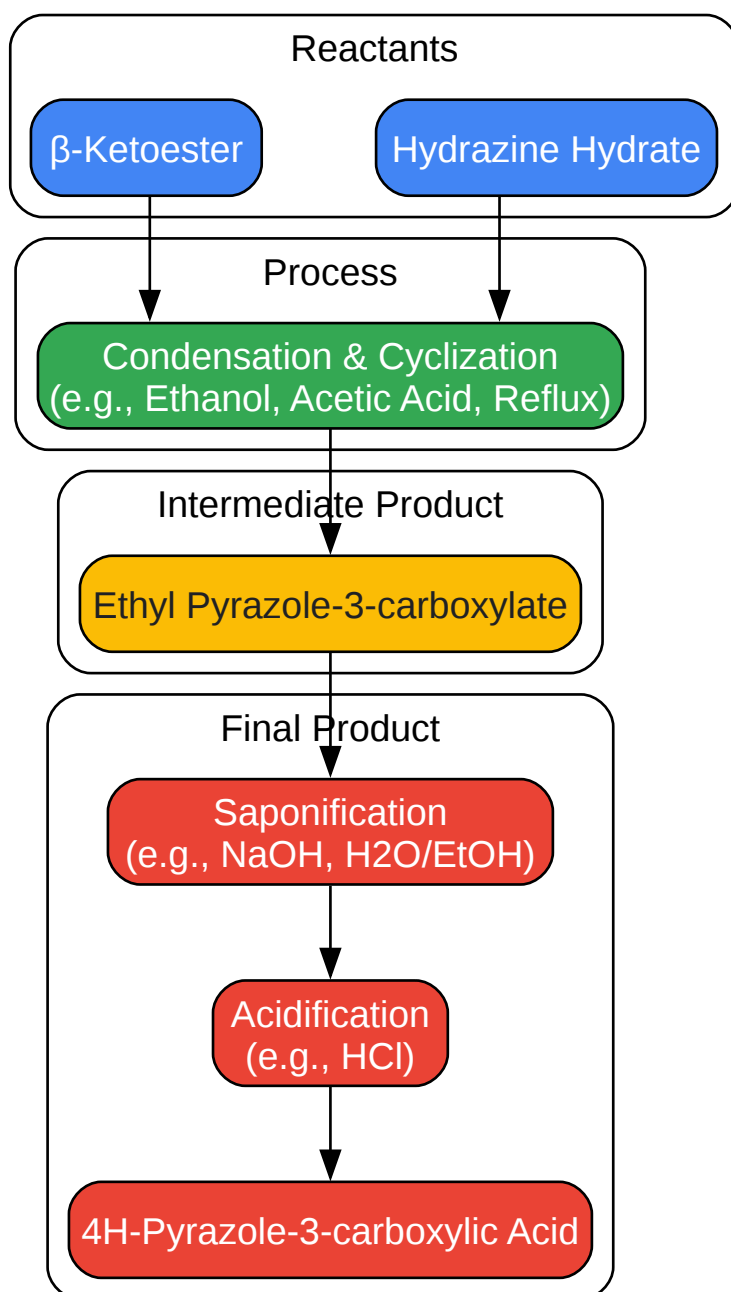 Reactants
β-Ketoester
Hydrazine Hydrate
Process
Condensation & Cyclization
(e.g., Ethanol, Acetic Acid, Reflux)
Intermediate Product
Ethyl Pyrazole-3-carboxylate
Final Product
Saponification
(e.g., NaOH, H2O/EtOH)
Acidification
(e.g., HCl)
4H-Pyrazole-3-carboxylic Acid